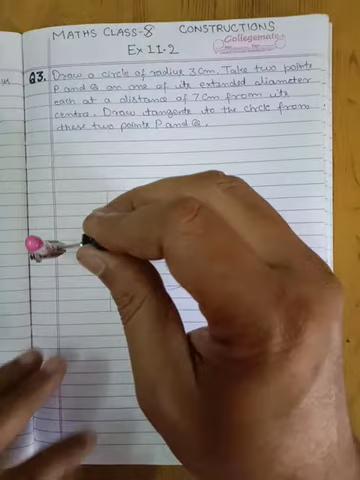 MATHS CLASS-8 CONSTRUCTIONS
Collegemate
Ex 11.2
Q3. Draw a circle of radius 3cm. Take two points
P and Q on one of its extended diameter
each at a distance of 7cm from its
centre. Draw tangents to the circle from
these two points P and Q.